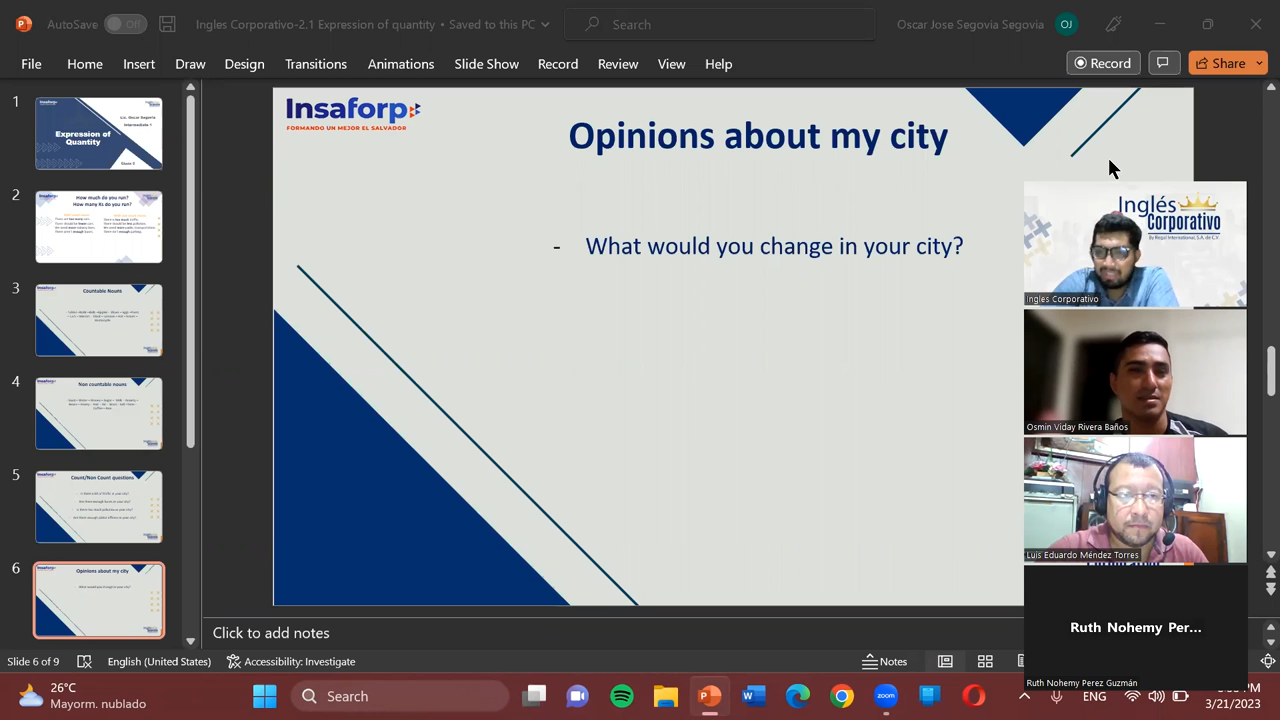 AutoSave
Off
Ingles Corporativo-2.1 Expression of quantity • Saved to this PC
Search
Oscar Jose Segovia Segovia
OJ
File Home Insert Draw Design Transitions Animations Slide Show Record Review View Help
Record
Share
1
Expression of
Quantity
2
How much do you run?
3
Countable Nouns
4
Non countable nouns
5
Count/Non Count questions
6
Opinions about my city
Insaforp
FORMANDO UN MEJOR EL SALVADOR
Opinions about my city
- What would you change in your city?
Inglés
Corporativo
By Regal International, S.A. de C.V.
Ingles Corporativo
Osmin Viday Rivera Baños
Luis Eduardo Méndez Torres
Ruth Nohemy Per...
Ruth Nohemy Perez Guzmán
Click to add notes
Slide 6 of 9
English (United States)
Accessibility: Investigate
Notes
26°C
Mayorm. nublado
Search
zoom
ENG
3/21/2023